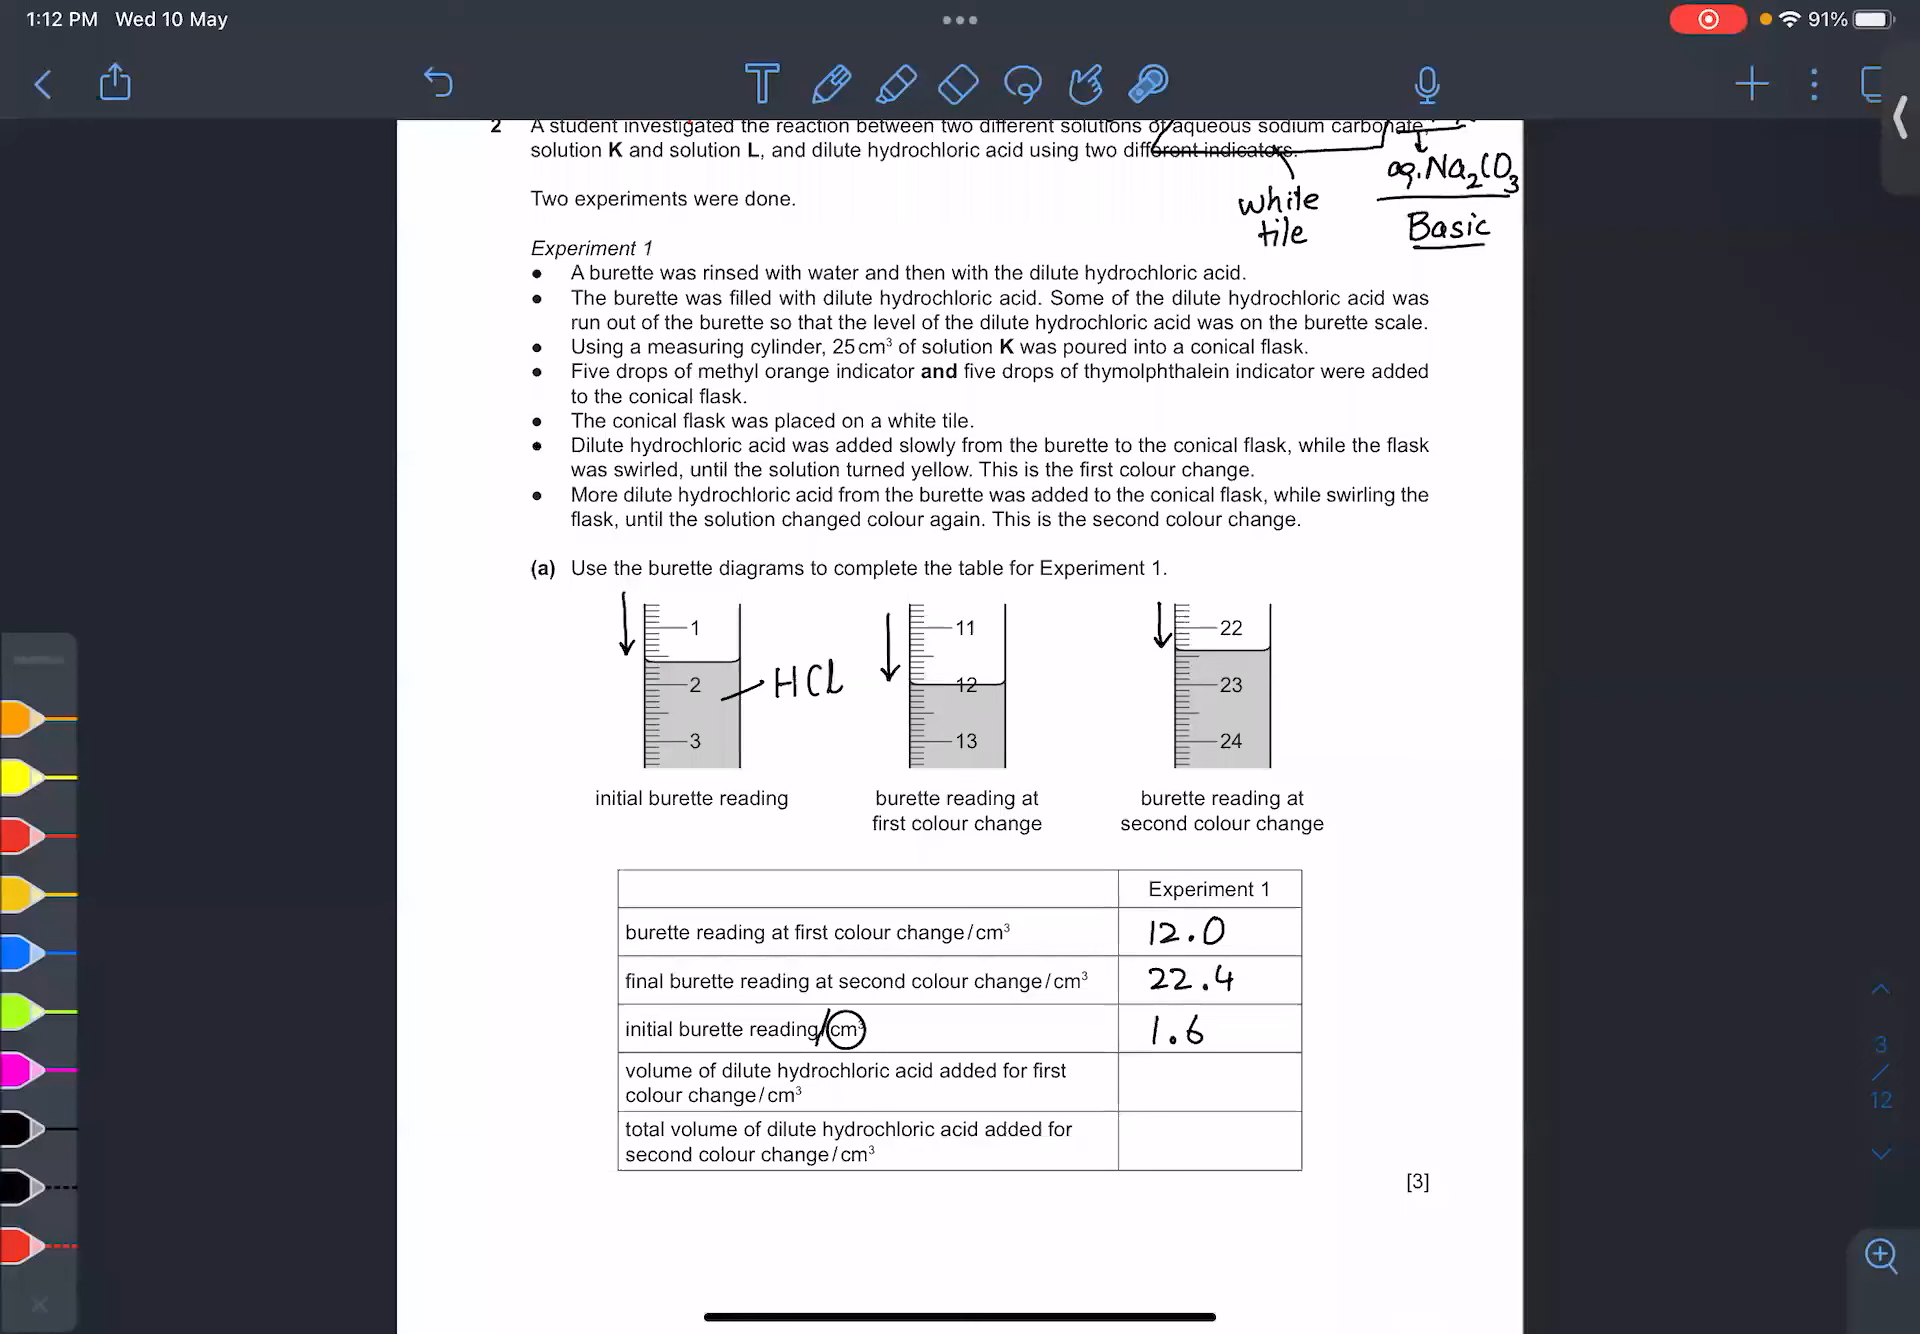 1:12 PM Wed 10 May
91%
2 A student investigated the reaction between two different solutions of aqueous sodium carbonate,
solution K and solution L, and dilute hydrochloric acid using two different indicators.
aq. Na₂CO₃
Basic
white
tile
Two experiments were done.
Experiment 1
• A burette was rinsed with water and then with the dilute hydrochloric acid.
• The burette was filled with dilute hydrochloric acid. Some of the dilute hydrochloric acid was
run out of the burette so that the level of the dilute hydrochloric acid was on the burette scale.
• Using a measuring cylinder, 25 cm³ of solution K was poured into a conical flask.
• Five drops of methyl orange indicator and five drops of thymolphthalein indicator were added
to the conical flask.
• The conical flask was placed on a white tile.
• Dilute hydrochloric acid was added slowly from the burette to the conical flask, while the flask
was swirled, until the solution turned yellow. This is the first colour change.
• More dilute hydrochloric acid from the burette was added to the conical flask, while swirling the
flask, until the solution changed colour again. This is the second colour change.
(a) Use the burette diagrams to complete the table for Experiment 1.
1
2
3
HCl
initial burette reading
11
12
13
burette reading at
first colour change
22
23
24
burette reading at
second colour change
Experiment 1
burette reading at first colour change/cm³ 12.0
final burette reading at second colour change/cm³ 22.4
initial burette reading/cm³ 1.6
volume of dilute hydrochloric acid added for first
colour change/cm³
total volume of dilute hydrochloric acid added for
second colour change/cm³
[3]
3
/
12